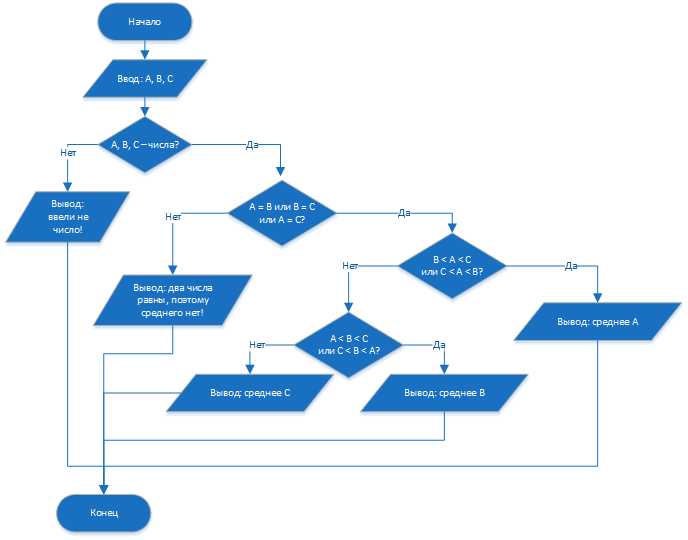 Начало
Ввод: А, В, С
А, В, С – числа?
Нет
Да
Вывод:
ввели не
число!
А = В или В = С
или А = С?
Нет
Да
В < А < С
или С < А < В?
Нет
Да
Вывод: два числа
равны, поэтому
среднего нет!
Вывод: среднее А
А < В < С
или С < В < А?
Нет
Да
Вывод: среднее С
Вывод: среднее В
Конец